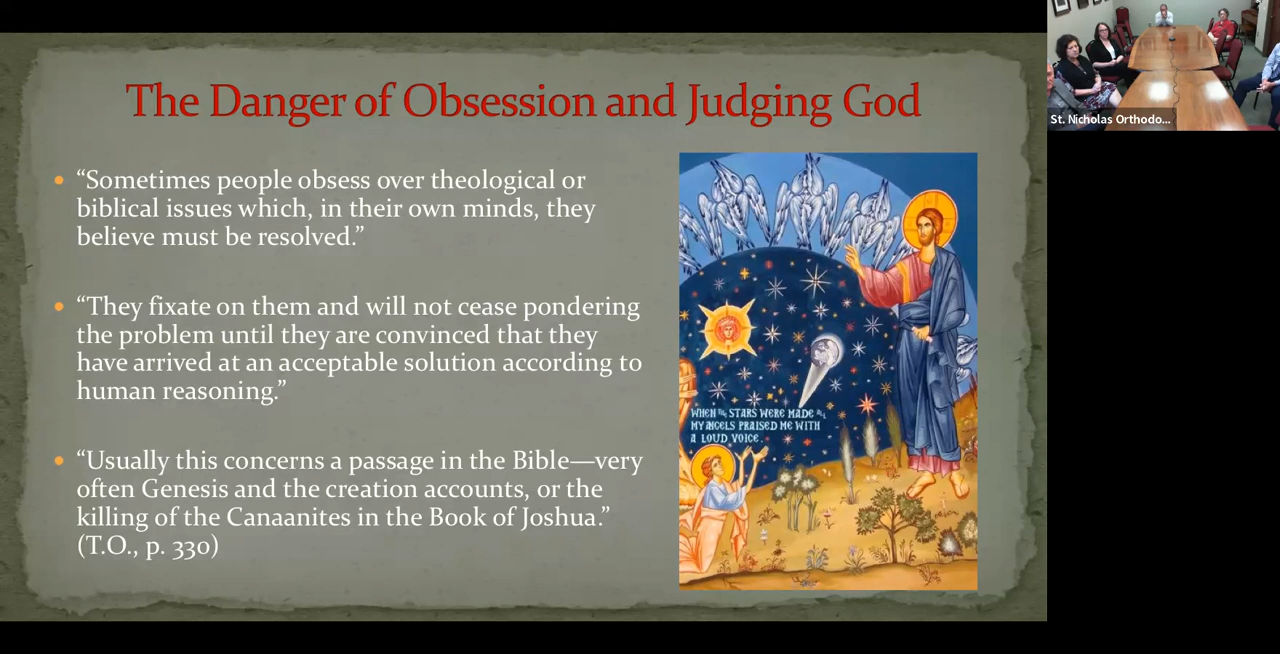 The Danger of Obsession and Judging God
“Sometimes people obsess over theological or
biblical issues which, in their own minds, they
believe must be resolved.”
“They fixate on them and will not cease pondering
the problem until they are convinced that they
have arrived at an acceptable solution according to
human reasoning.”
“Usually this concerns a passage in the Bible—very
often Genesis and the creation accounts, or the
killing of the Canaanites in the Book of Joshua.”
(T.O., p. 330)
WHEN THE STARS WERE MADE ALL
MY ANGELS PRAISED ME WITH
A LOUD VOICE.
St. Nicholas Orthodo...